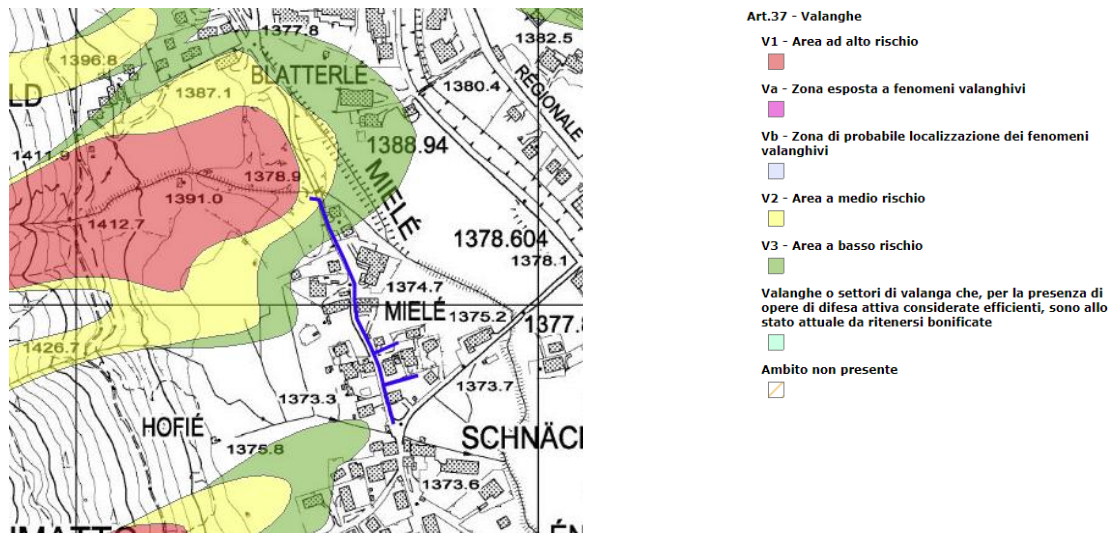 1377.8
1382.5
1396.8
BLATTERLÉ
LD
1387.1
1380.4
RÉGIONALE
1388.94
1411.9
1378.9
MIELÉ
1391.0
1412.7
1378.604
1378.1
1374.7
MIELÉ
1375.2
1377.8
1426.7
1373.7
1373.3
HOFIÉ
SCHNÄC
1375.8
1373.6
Art.37 - Valanghe
V1 - Area ad alto rischio
Va - Zona esposta a fenomeni valanghivi
Vb - Zona di probabile localizzazione dei fenomeni
valanghivi
V2 - Area a medio rischio
V3 - Area a basso rischio
Valanghe o settori di valanga che, per la presenza di
opere di difesa attiva considerate efficienti, sono allo
stato attuale da ritenersi bonificate
Ambito non presente